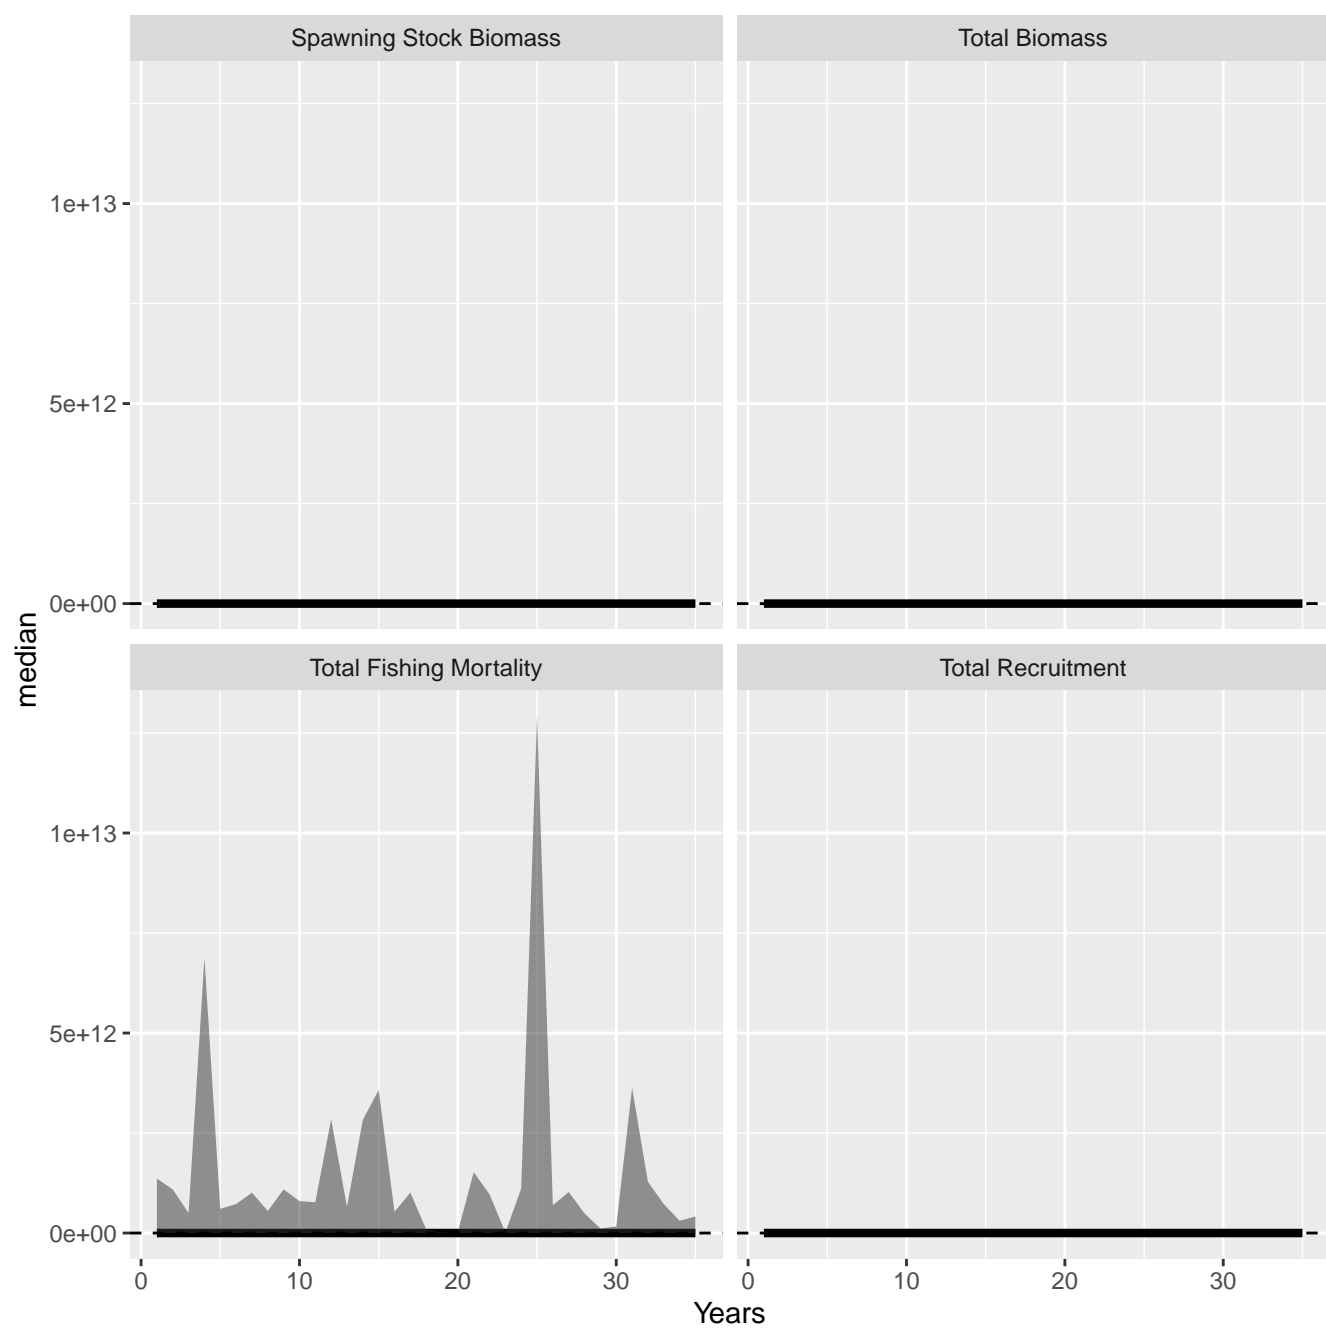 Spawning Stock Biomass
Total Biomass
1e+13
5e+12
0e+00
Total Fishing Mortality
Total Recruitment
1e+13
5e+12
0e+00
median
0 10 20 30
0 10 20 30
Years